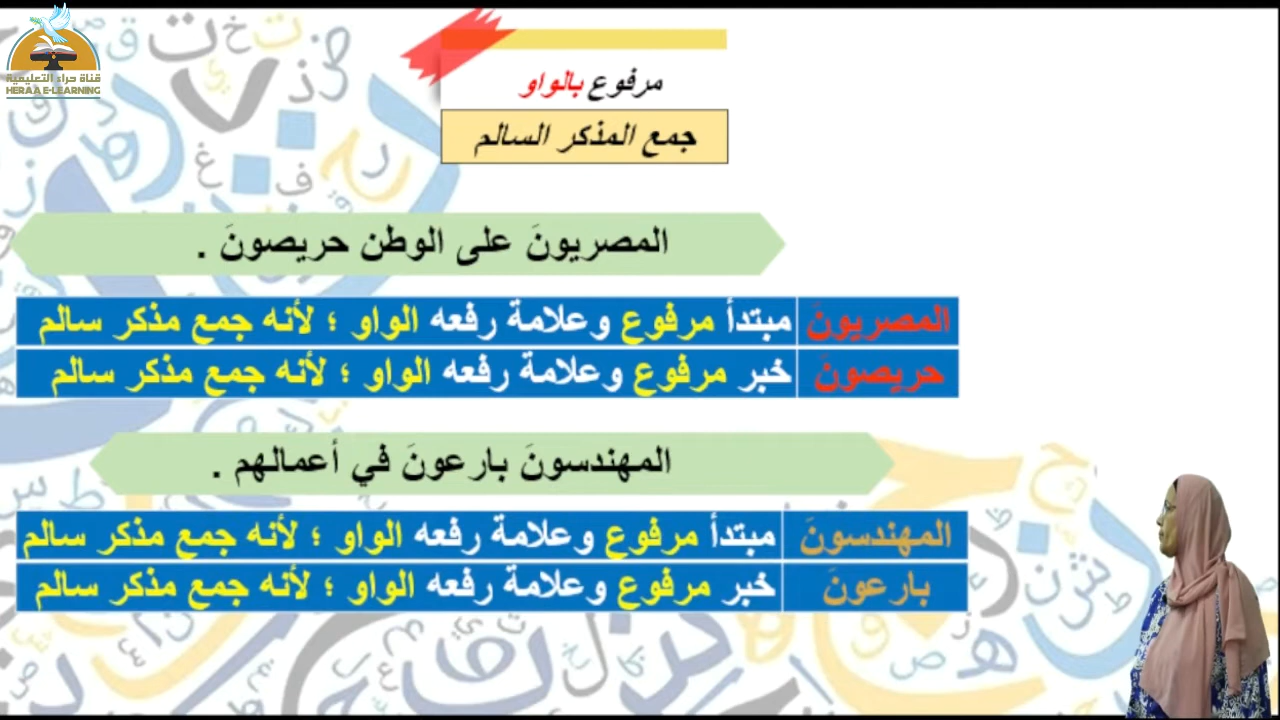 قناة حراء التعليمية
HERAA E-LEARNING
مرفوع بالواو
جمع المذكر السالم
المصريونَ على الوطن حريصونَ .
المصريونَ مبتدأ مرفوع وعلامة رفعه الواو ؛ لأنه جمع مذكر سالم
حريصونَ خبر مرفوع وعلامة رفعه الواو ؛ لأنه جمع مذكر سالم
المهندسونَ بارعونَ في أعمالهم .
المهندسونَ مبتدأ مرفوع وعلامة رفعه الواو ؛ لأنه جمع مذكر سالم
بارعونَ خبر مرفوع وعلامة رفعه الواو ؛ لأنه جمع مذكر سالم